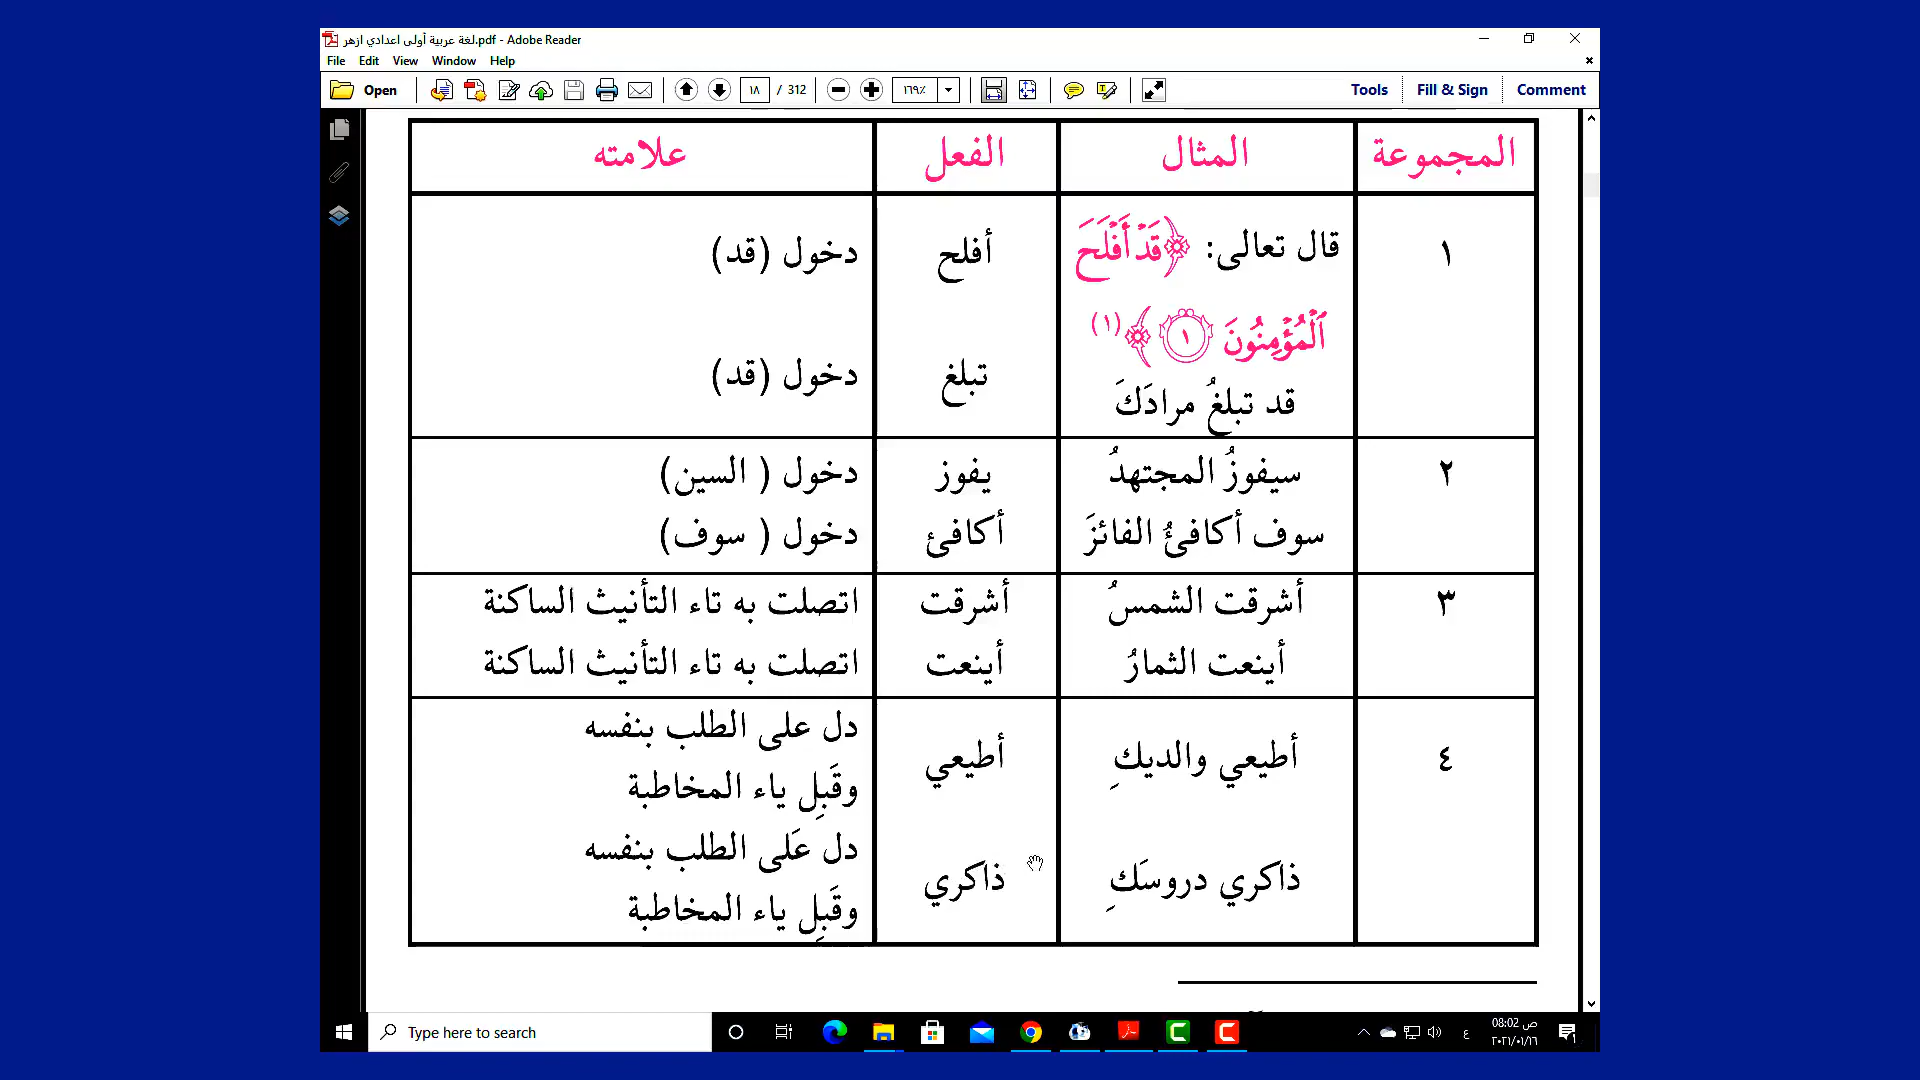 لغة عربية أولى اعدادي ازهر.pdf - Adobe Reader
File Edit View Window Help
Open ١٨ / 312 ١٦٩٪ Tools Fill & Sign Comment
المجموعة المثال الفعل علامته
١ قال تعالى: ﴿قَدْ أَفْلَحَ أفلح دخول (قد)
ٱلْمُؤْمِنُونَ ١﴾ (١)
قد تبلغُ مرادَكَ تبلغ دخول (قد)
٢ سيفوزُ المجتهدُ يفوز دخول ( السين)
سوف أكافئُ الفائزَ أكافئ دخول ( سوف)
٣ أشرقت الشمسُ أشرقت اتصلت به تاء التأنيث الساكنة
أينعت الثمارُ أينعت اتصلت به تاء التأنيث الساكنة
٤ أطيعي والديكِ أطيعي دل على الطلب بنفسه
وقَبِل ياء المخاطبة
ذاكري دروسَكِ ذاكري دل عَلى الطلب بنفسه
وقَبِل ياء المخاطبة
Type here to search ع 08:02 ص
٢٠٢١/٠١/١٦